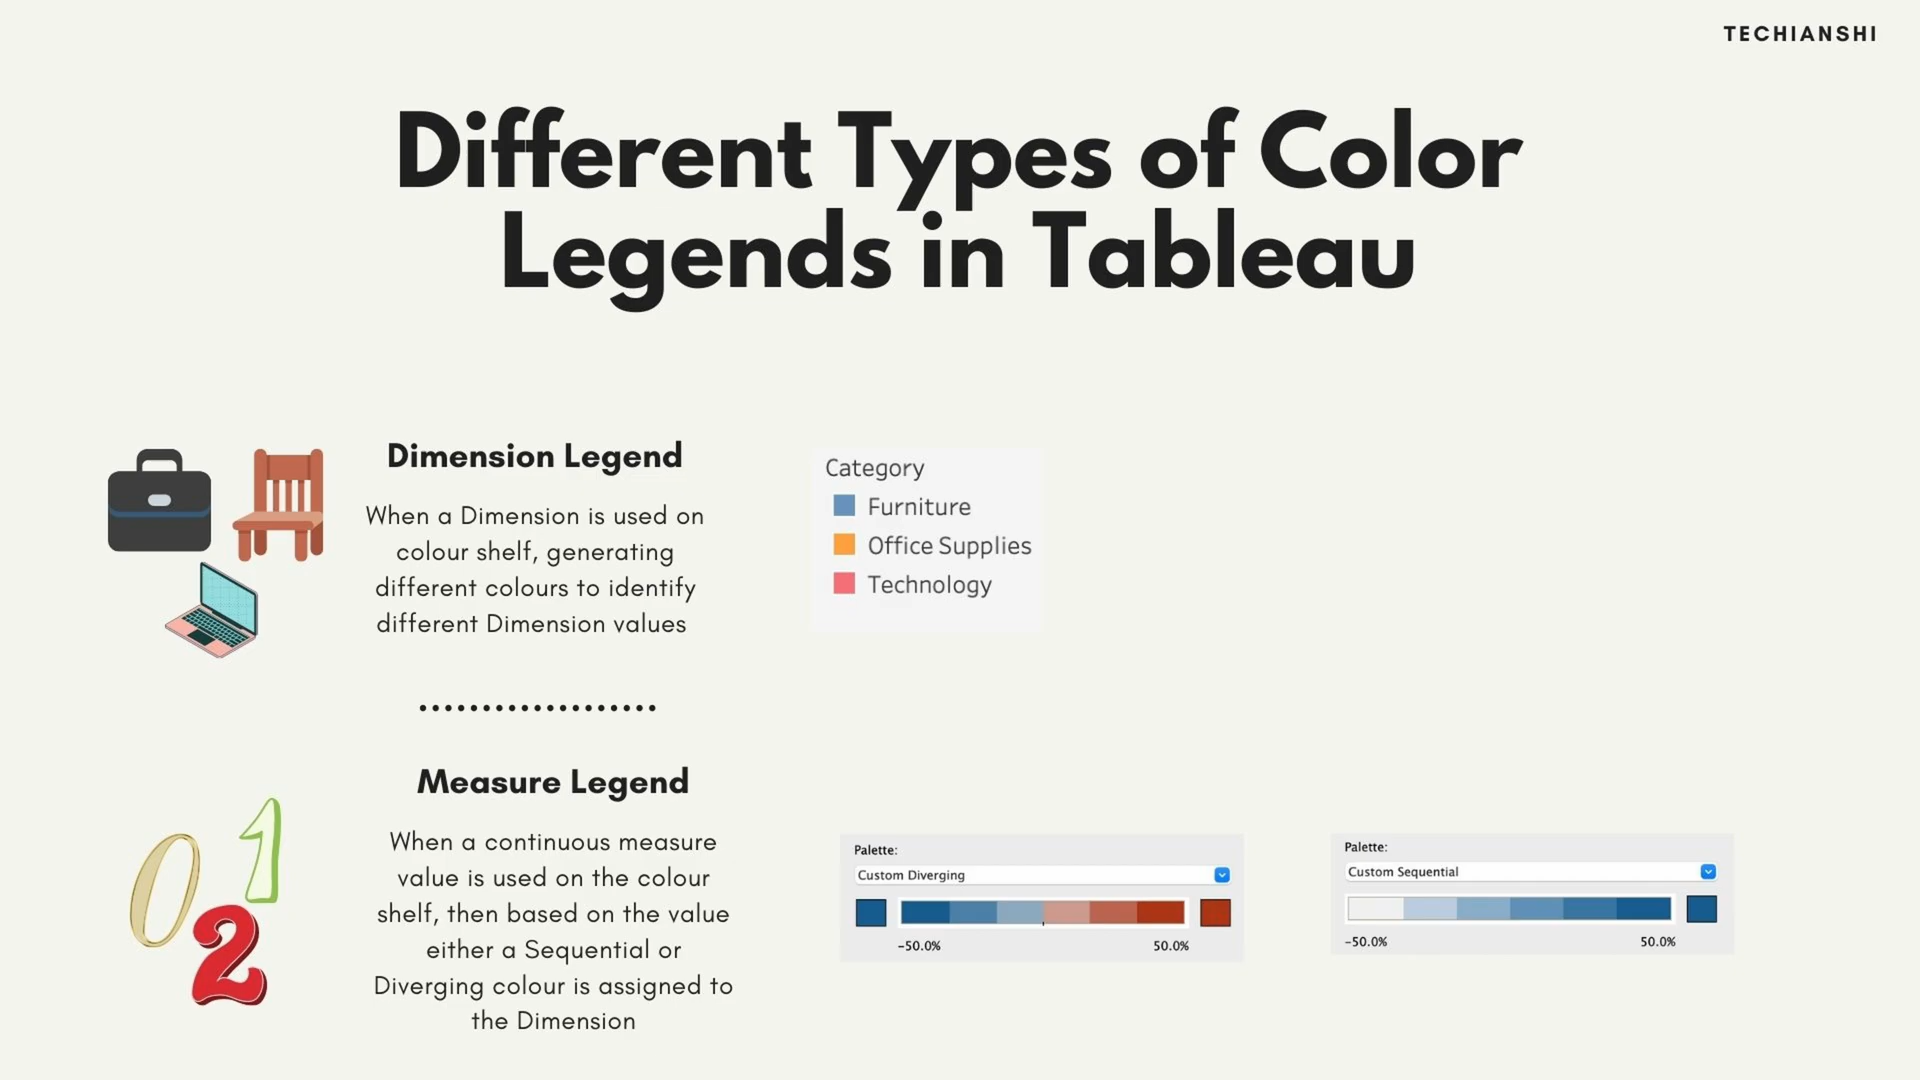 TECHIANSHI
Different Types of Color
Legends in Tableau
Dimension Legend
When a Dimension is used on
colour shelf, generating
different colours to identify
different Dimension values
Category
Furniture
Office Supplies
Technology
Measure Legend
When a continuous measure
value is used on the colour
shelf, then based on the value
either a Sequential or
Diverging colour is assigned to
the Dimension
0
1
2
Palette:
Custom Diverging
-50.0% 50.0%
Palette:
Custom Sequential
-50.0% 50.0%